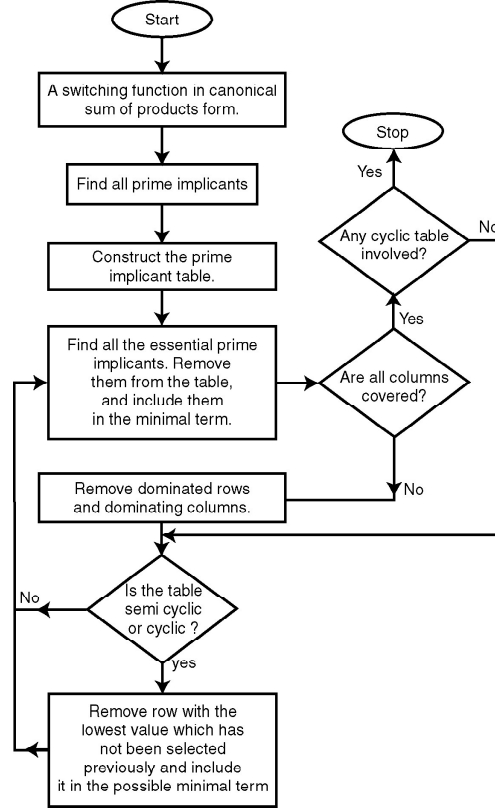 Start
A switching function in canonical
sum of products form.
Find all prime implicants
Construct the prime
implicant table.
Find all the essential prime
implicants. Remove
them from the table,
and include them
in the minimal term.
Stop
Yes
Any cyclic table
involved?
No
Yes
Are all columns
covered?
No
Remove dominated rows
and dominating columns.
Is the table
semi cyclic
or cyclic ?
No
yes
Remove row with the
lowest value which has
not been selected
previously and include
it in the possible minimal term